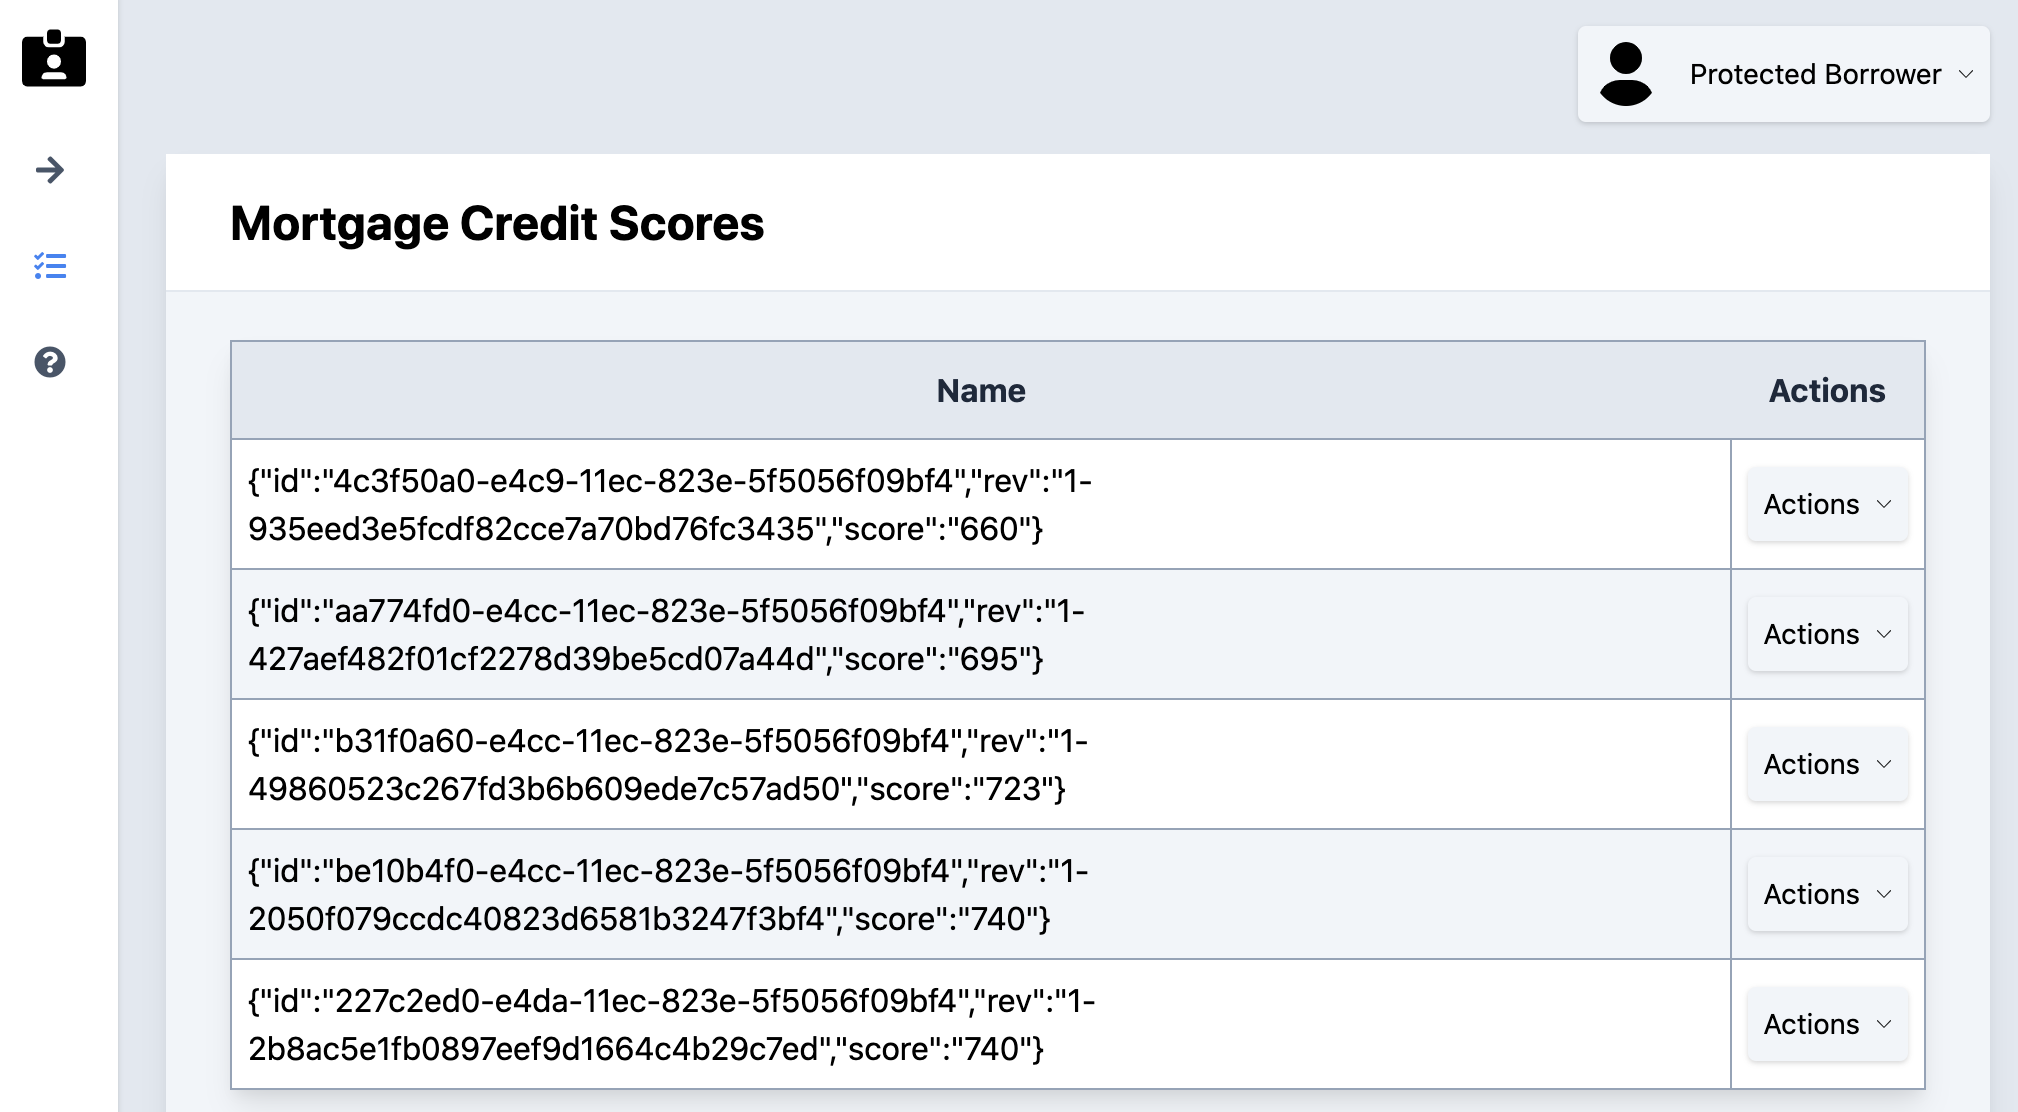 Protected Borrower
Mortgage Credit Scores
Name Actions
{"id":"4c3f50a0-e4c9-11ec-823e-5f5056f09bf4","rev":"1-
935eed3e5fcdf82cce7a70bd76fc3435","score":"660"}
Actions
{"id":"aa774fd0-e4cc-11ec-823e-5f5056f09bf4","rev":"1-
427aef482f01cf2278d39be5cd07a44d","score":"695"}
Actions
{"id":"b31f0a60-e4cc-11ec-823e-5f5056f09bf4","rev":"1-
49860523c267fd3b6b609ede7c57ad50","score":"723"}
Actions
{"id":"be10b4f0-e4cc-11ec-823e-5f5056f09bf4","rev":"1-
2050f079ccdc40823d6581b3247f3bf4","score":"740"}
Actions
{"id":"227c2ed0-e4da-11ec-823e-5f5056f09bf4","rev":"1-
2b8ac5e1fb0897eef9d1664c4b29c7ed","score":"740"}
Actions